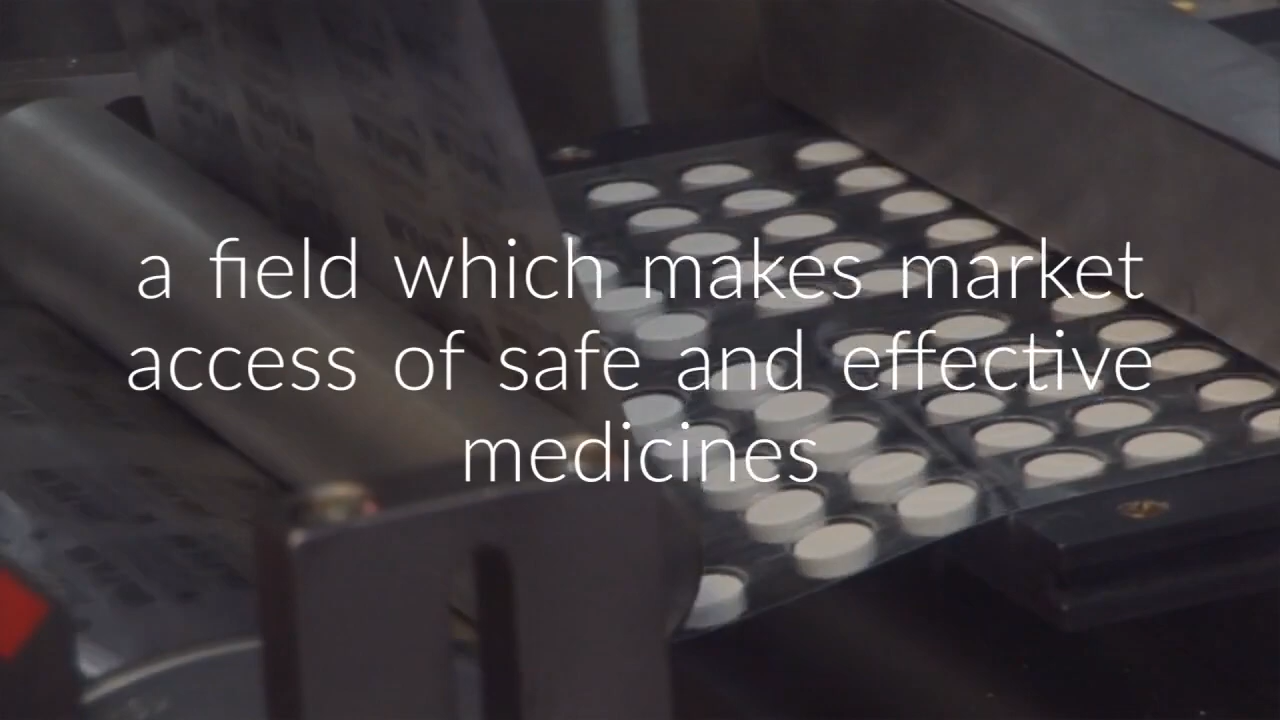 a field which makes market
access of safe and effective
medicines